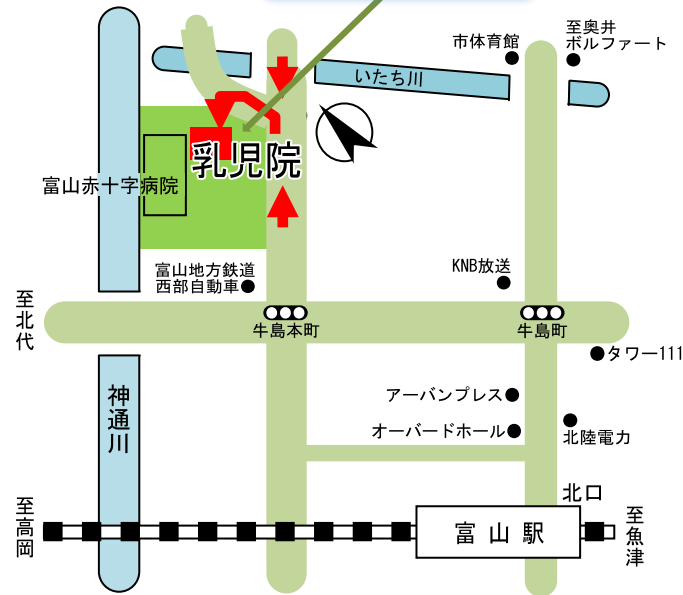 市体育館
至奥井
ボルファート
いたち川
乳児院
富山赤十字病院
富山地方鉄道
西部自動車
KNB放送
至北代
牛島本町
牛島町
タワー111
アーバンプレス
オーバードホール
北陸電力
神通川
北口
至高岡
富山駅
至魚津